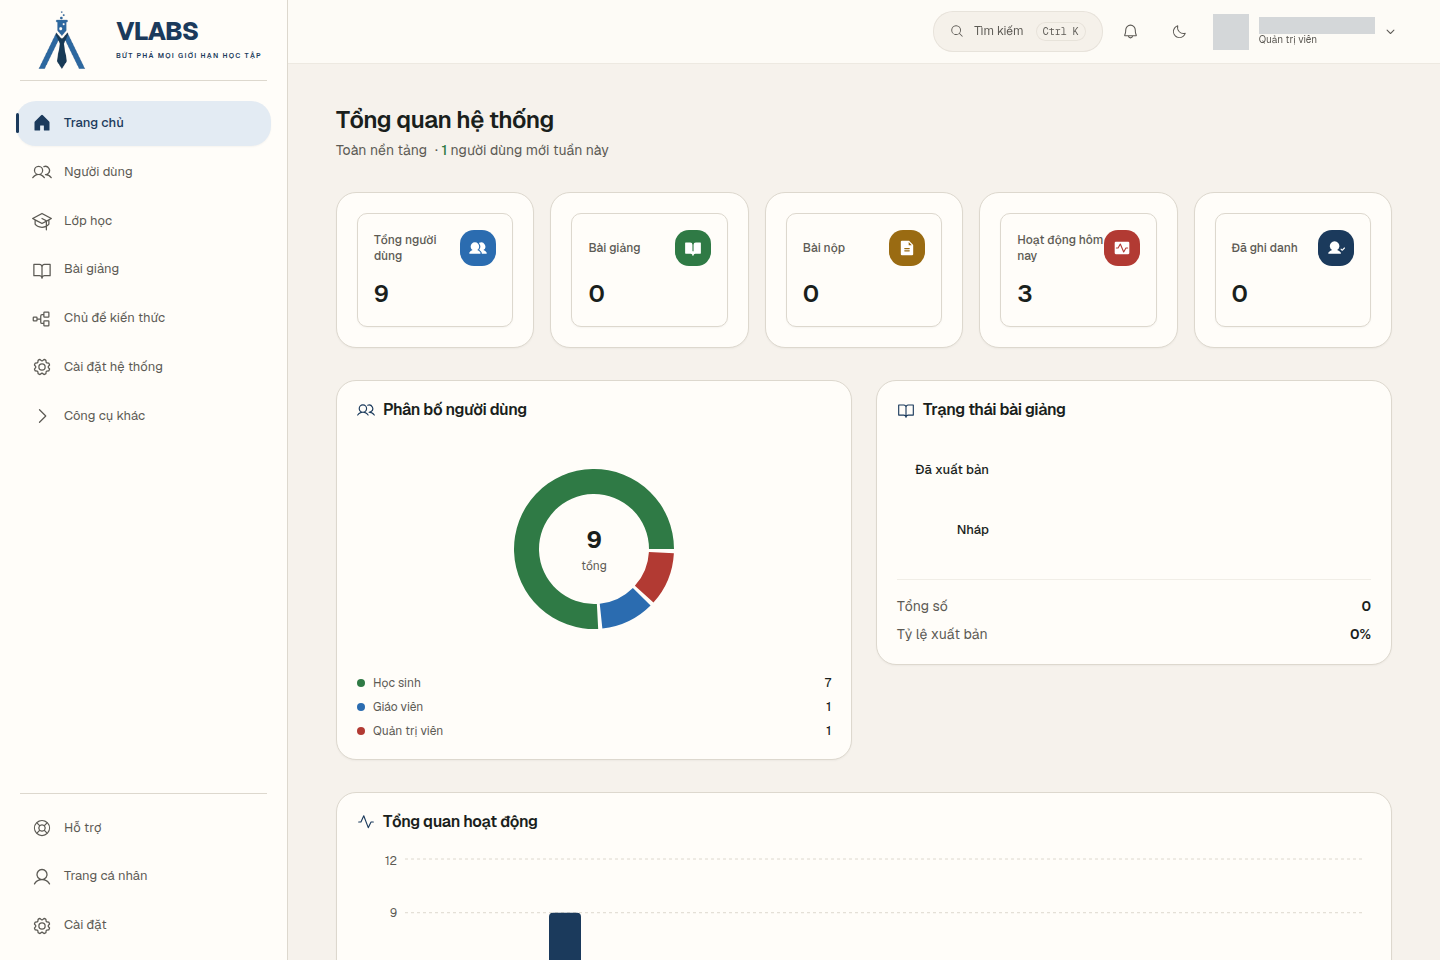 VLABS
BỨT PHÁ MỌI GIỚI HẠN HỌC TẬP
Tìm kiếm
Ctrl K
Quản trị viên
Trang chủ
Người dùng
Lớp học
Bài giảng
Chủ đề kiến thức
Cài đặt hệ thống
Công cụ khác
Hỗ trợ
Trang cá nhân
Cài đặt
Tổng quan hệ thống
Toàn nền tảng · 1 người dùng mới tuần này
Tổng người
dùng
9
Bài giảng
0
Bài nộp
0
Hoạt động hôm
nay
3
Đã ghi danh
0
Phân bố người dùng
9
tổng
Học sinh 7
Giáo viên 1
Quản trị viên 1
Trạng thái bài giảng
Đã xuất bản
Nháp
Tổng số 0
Tỷ lệ xuất bản 0%
Tổng quan hoạt động
12
9